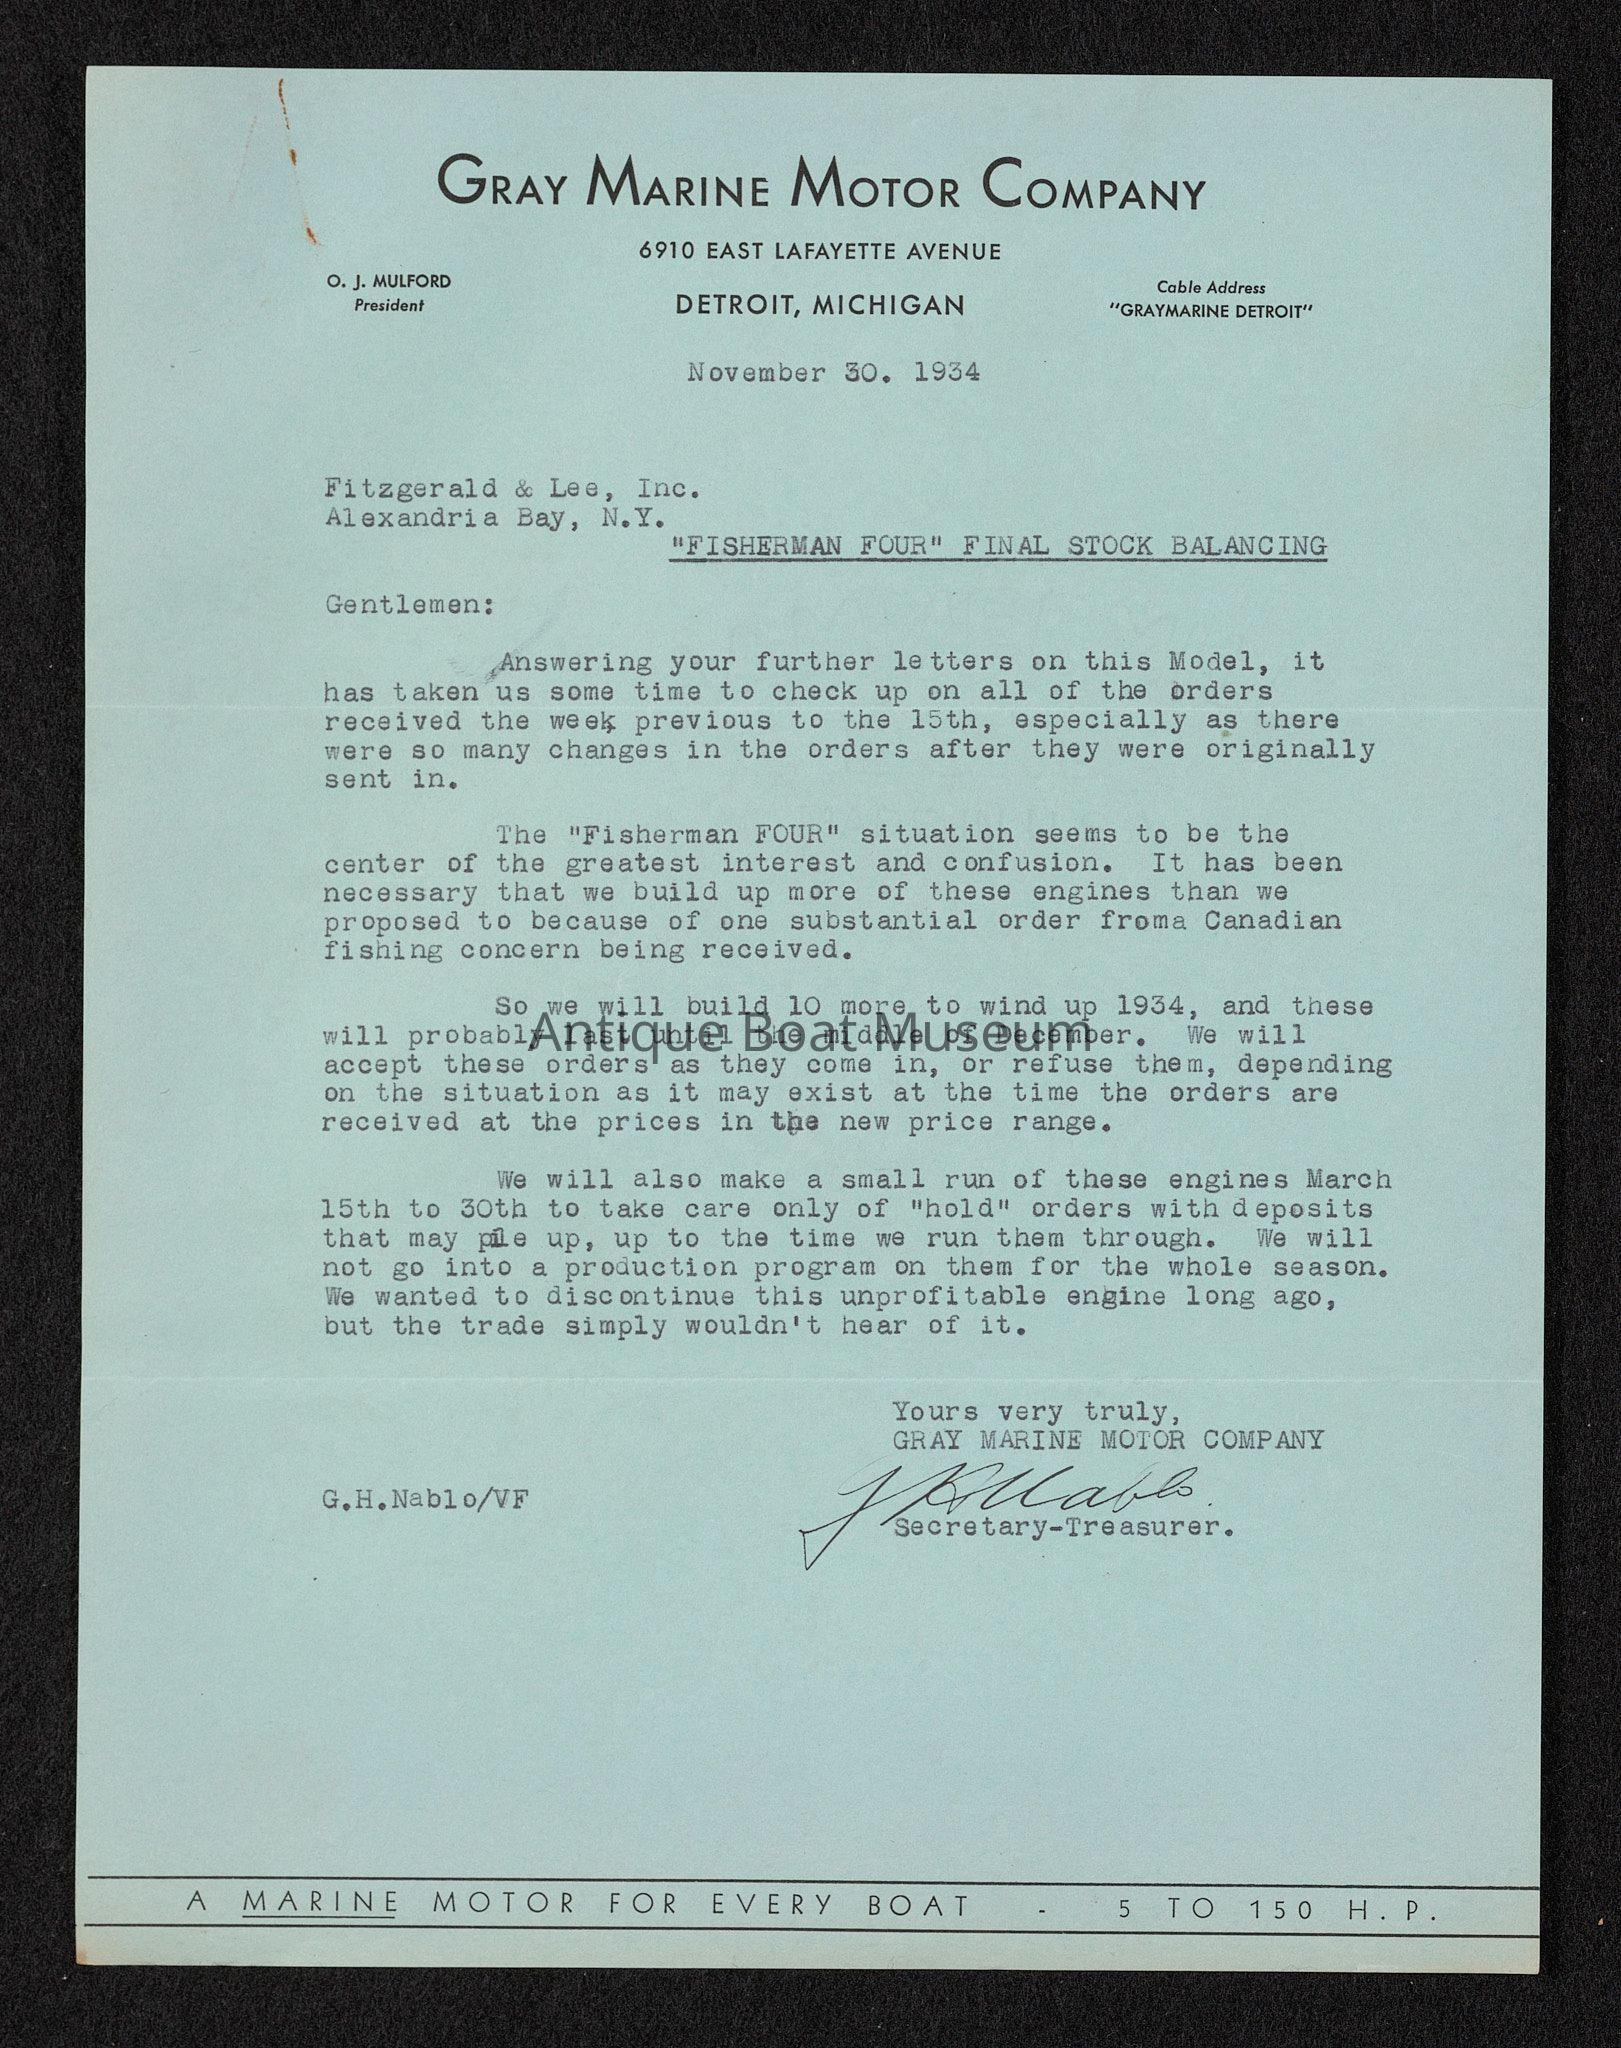 GRAY MARINE MOTOR COMPANY
6910 EAST LAFAYETTE AVENUE
O. J. MULFORD
President
DETROIT, MICHIGAN
Cable Address
"GRAYMARINE DETROIT"
November 30. 1934
Fitzgerald & Lee, Inc.
Alexandria Bay, N.Y.
"FISHERMAN FOUR" FINAL STOCK BALANCING
Gentlemen:
Answering your further letters on this Model, it
has taken us some time to check up on all of the orders
received the week previous to the 15th, especially as there
were so many changes in the orders after they were originally
sent in.
The "Fisherman FOUR" situation seems to be the
center of the greatest interest and confusion. It has been
necessary that we build up more of these engines than we
proposed to because of one substantial order froma Canadian
fishing concern being received.
So we will build 10 more to wind up 1934, and these
will probably last until the middle of December. We will
accept these orders as they come in, or refuse them, depending
on the situation as it may exist at the time the orders are
received at the prices in the new price range.
We will also make a small run of these engines March
15th to 30th to take care only of "hold" orders with deposits
that may pile up, up to the time we run them through. We will
not go into a production program on them for the whole season.
We wanted to discontinue this unprofitable engine long ago,
but the trade simply wouldn't hear of it.
Yours very truly,
GRAY MARINE MOTOR COMPANY
G.H.Nablo/VF
Secretary-Treasurer.
A MARINE MOTOR FOR EVERY BOAT - 5 TO 150 H.P.
Antique Boat Museum